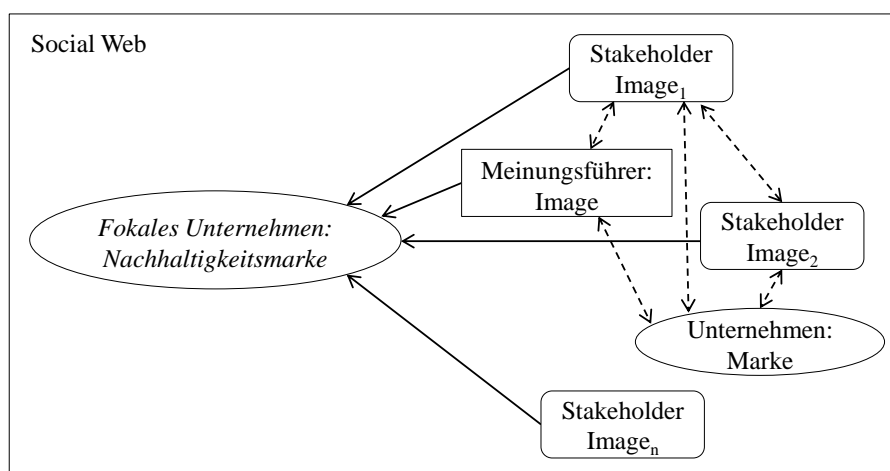 Social Web
Stakeholder
Image₁
Meinungsführer:
Image
Fokales Unternehmen:
Nachhaltigkeitsmarke
Stakeholder
Image₂
Unternehmen:
Marke
Stakeholder
Imageₙ